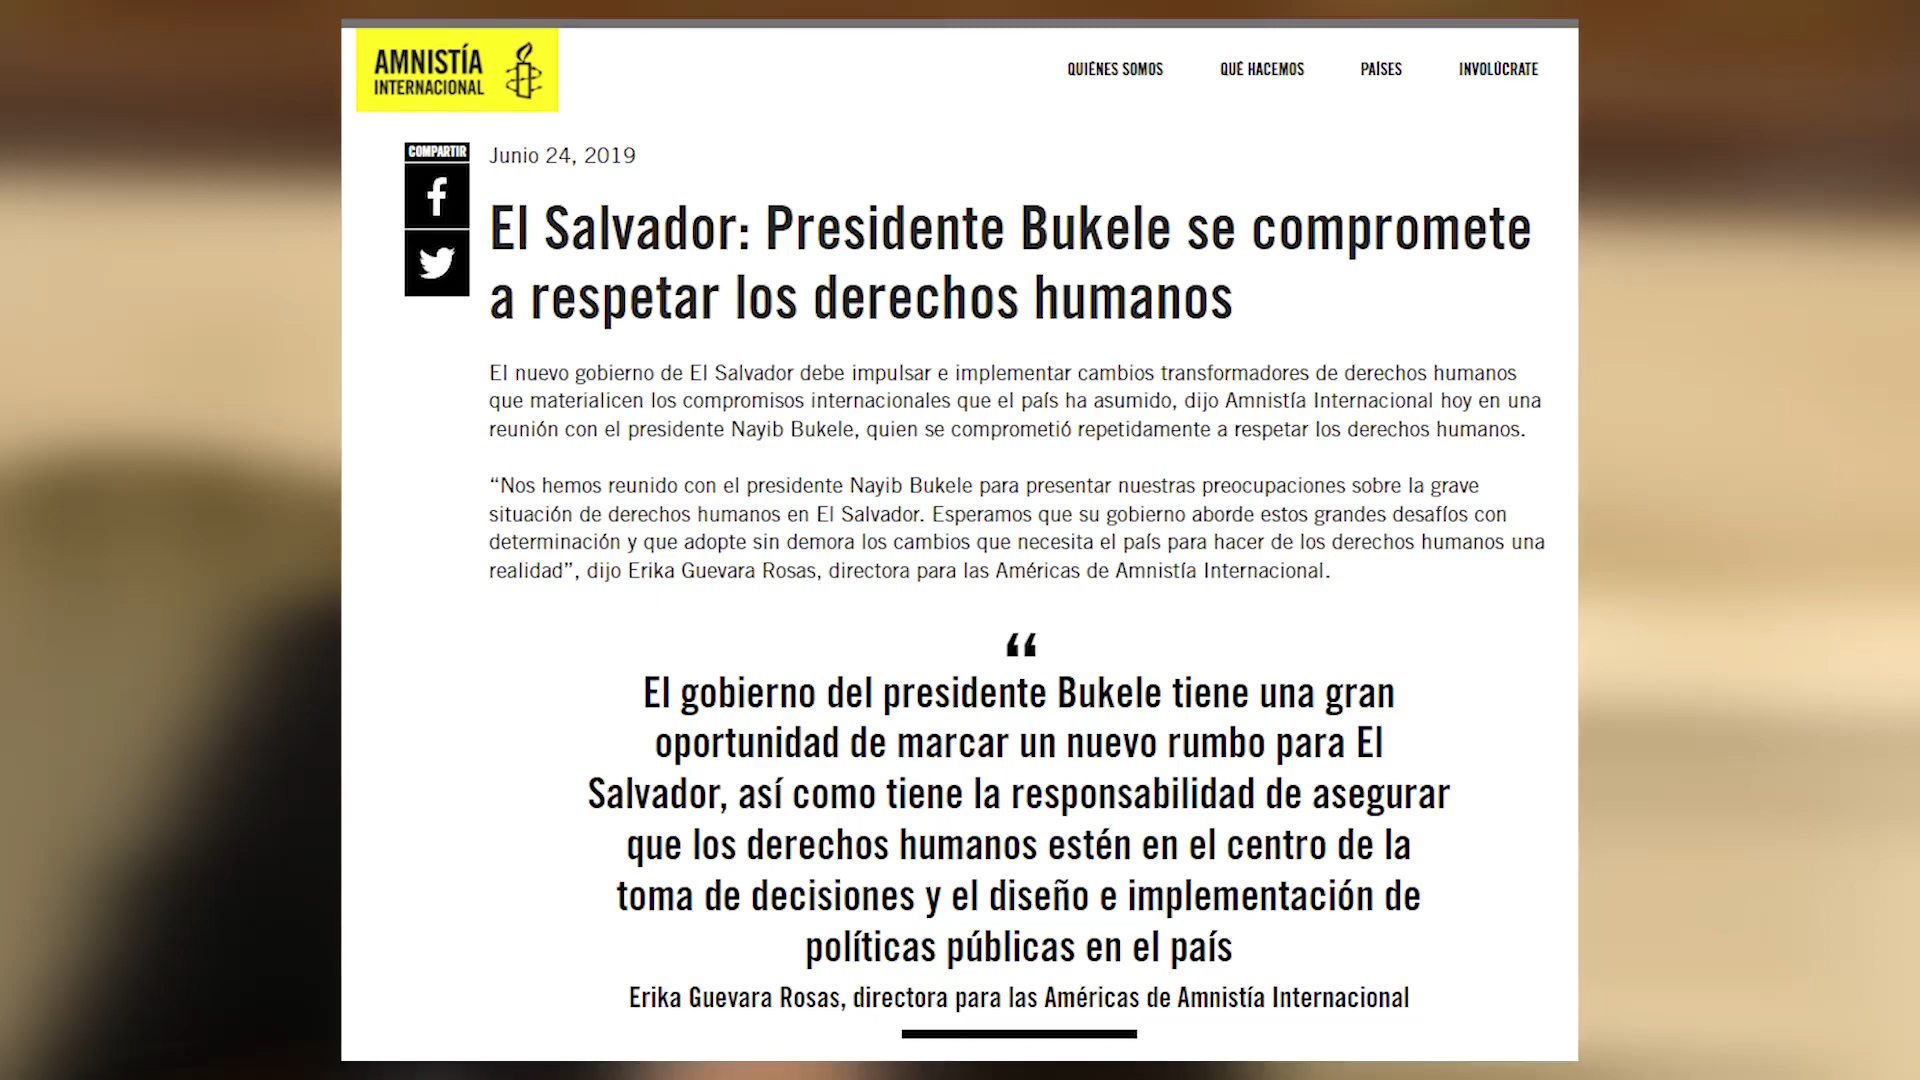 AMNISTÍA
INTERNACIONAL
QUIÉNES SOMOS
QUÉ HACEMOS
PAÍSES
INVOLÚCRATE
COMPARTIR
Junio 24, 2019
El Salvador: Presidente Bukele se compromete
a respetar los derechos humanos
El nuevo gobierno de El Salvador debe impulsar e implementar cambios transformadores de derechos humanos
que materialicen los compromisos internacionales que el país ha asumido, dijo Amnistía Internacional hoy en una
reunión con el presidente Nayib Bukele, quien se comprometió repetidamente a respetar los derechos humanos.
“Nos hemos reunido con el presidente Nayib Bukele para presentar nuestras preocupaciones sobre la grave
situación de derechos humanos en El Salvador. Esperamos que su gobierno aborde estos grandes desafíos con
determinación y que adopte sin demora los cambios que necesita el país para hacer de los derechos humanos una
realidad”, dijo Erika Guevara Rosas, directora para las Américas de Amnistía Internacional.
“
El gobierno del presidente Bukele tiene una gran
oportunidad de marcar un nuevo rumbo para El
Salvador, así como tiene la responsabilidad de asegurar
que los derechos humanos estén en el centro de la
toma de decisiones y el diseño e implementación de
políticas públicas en el país
Erika Guevara Rosas, directora para las Américas de Amnistía Internacional